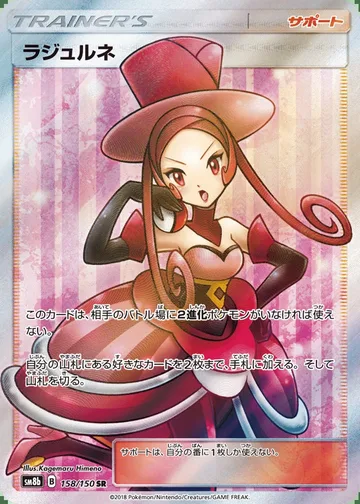 TRAINER'S
サポート
ラジュルネ
このカードは、相手のバトル場に2進化ポケモンがいなければ使え
ない。
自分の山札にある好きなカードを2枚まで、手札に加える。そして
山札を切る。
Illus.Kagemaru Himeno
SM8b B 158/150 SR
サポートは、自分の番に1枚しか使えない。
©2018 Pokémon/Nintendo/Creatures/GAME FREAK.